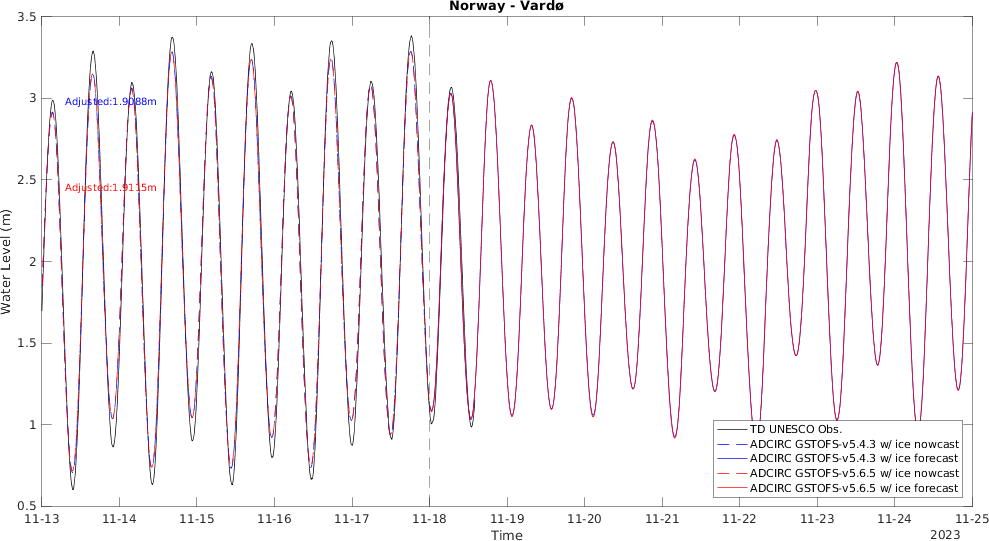 Norway - Vardø
3.5
3
2.5
2
1.5
1
0.5
Water Level (m)
Adjusted:1.9088m
Adjusted:1.9115m
TD UNESCO Obs.
ADCIRC GSTOFS-v5.4.3 w/ ice nowcast
ADCIRC GSTOFS-v5.4.3 w/ ice forecast
ADCIRC GSTOFS-v5.6.5 w/ ice nowcast
ADCIRC GSTOFS-v5.6.5 w/ ice forecast
11-13 11-14 11-15 11-16 11-17 11-18 11-19 11-20 11-21 11-22 11-23 11-24 11-25
Time
2023